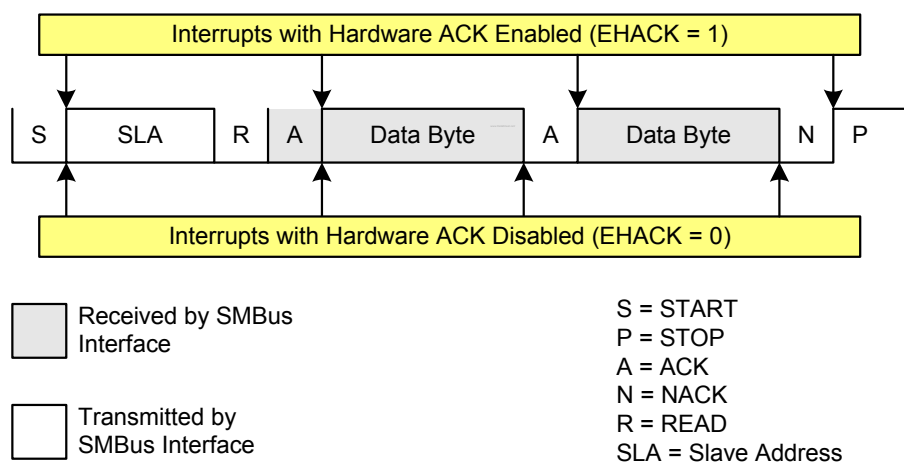 Interrupts with Hardware ACK Enabled (EHACK = 1)
S SLA R A Data Byte A Data Byte N P
Interrupts with Hardware ACK Disabled (EHACK = 0)
Received by SMBus
Interface
Transmitted by
SMBus Interface
S = START
P = STOP
A = ACK
N = NACK
R = READ
SLA = Slave Address